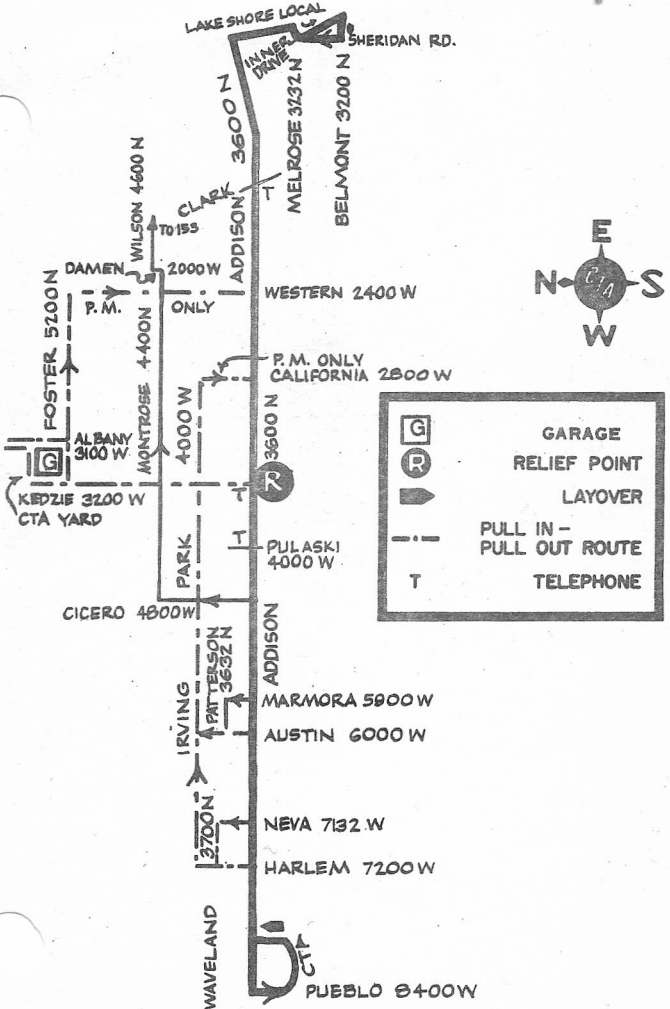 LAKE SHORE LOCAL
SHERIDAN RD.
INNER
DRIVE
3600 N
MELROSE 3232 N
BELMONT 3200 N
CLARK
T
ADDISON
WILSON 4600 N
TO 153
DAMEN
2000 W
P.M.
ONLY
WESTERN 2400 W
FOSTER 5200 N
MONTROSE 4400 N
E
N
CTA
S
W
P.M. ONLY
CALIFORNIA 2800 W
4000 W
3600 N
ALBANY
3100 W
G
KEDZIE 3200 W
CTA YARD
R
T
T
PULASKI
4000 W
PARK
CICERO 4800 W
ADDISON
G GARAGE
R RELIEF POINT
LAYOVER
PULL IN -
PULL OUT ROUTE
T TELEPHONE
PATTERSON
3632 N
MARMORA 5900 W
IRVING
AUSTIN 6000 W
3700 N
NEVA 7132 W
HARLEM 7200 W
WAVELAND
CTA
PUEBLO 8400 W